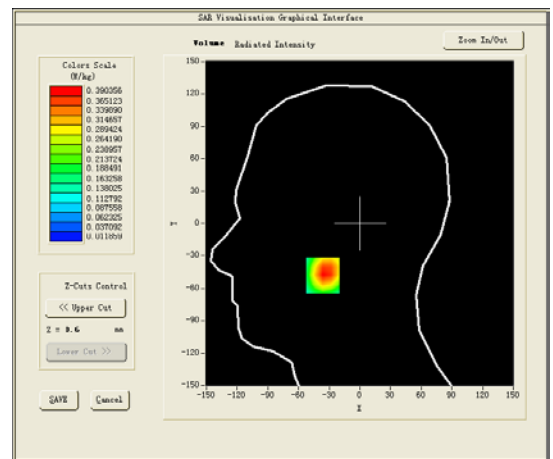 SAR Visualisation Graphical Interface
Volume Radiated Intensity
Zoom In/Out
Colors Scale
(W/kg)
0.390356
0.365123
0.339890
0.314657
0.289424
0.264190
0.238957
0.213724
0.188491
0.163258
0.138025
0.112792
0.087558
0.062325
0.037092
0.011859
Z-Cuts Control
<< Upper Cut
Z = 9.6 mm
Lower Cut >>
SAVE Cancel
150
120
90
60
30
Y 0
-30
-60
-90
-120
-150
-150 -120 -90 -60 -30 0 30 60 90 120 150
X